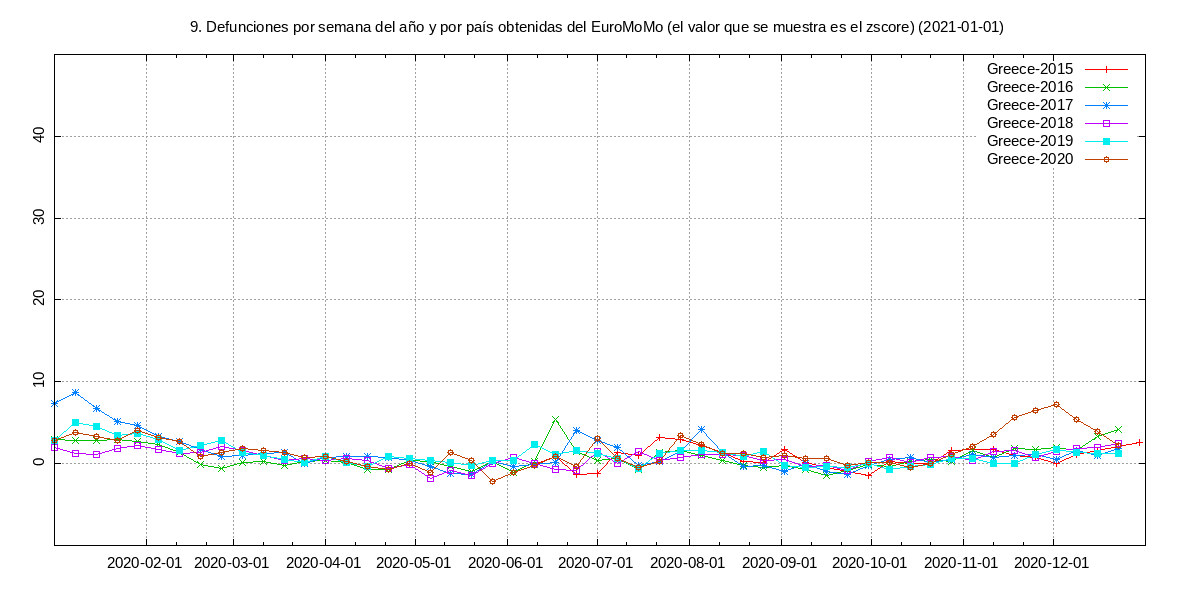 9. Defunciones por semana del año y por país obtenidas del EuroMoMo (el valor que se muestra es el zscore) (2021-01-01)
Greece-2015
Greece-2016
Greece-2017
Greece-2018
Greece-2019
Greece-2020
40
30
20
10
0
2020-02-01 2020-03-01 2020-04-01 2020-05-01 2020-06-01 2020-07-01 2020-08-01 2020-09-01 2020-10-01 2020-11-01 2020-12-01